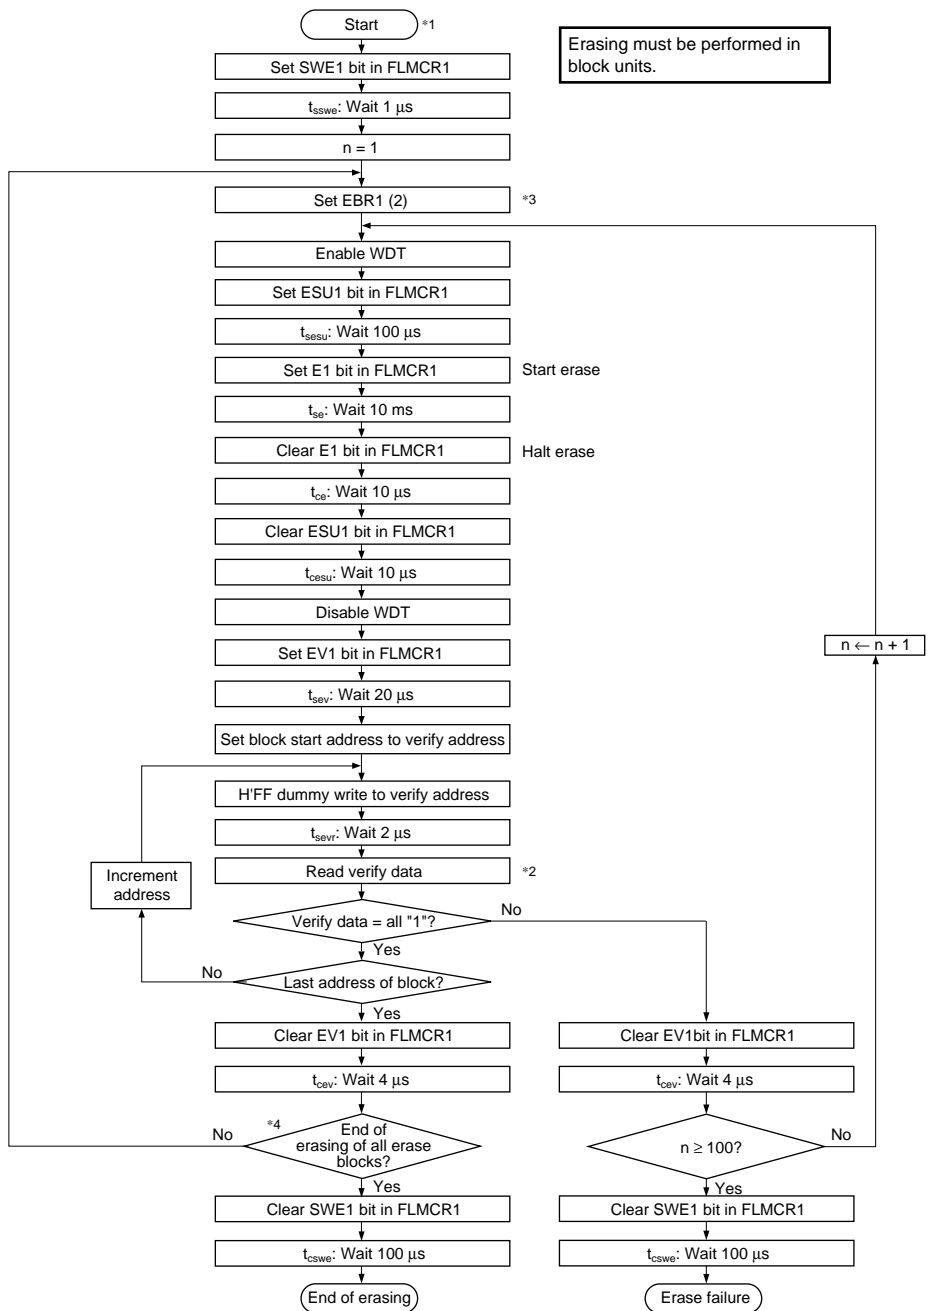 Start
*1
Erasing must be performed in
block units.
Set SWE1 bit in FLMCR1
tsswe: Wait 1 μs
n = 1
Set EBR1 (2)
*3
Enable WDT
Set ESU1 bit in FLMCR1
tsesu: Wait 100 μs
Set E1 bit in FLMCR1
Start erase
tse: Wait 10 ms
Clear E1 bit in FLMCR1
Halt erase
tce: Wait 10 μs
Clear ESU1 bit in FLMCR1
tcesu: Wait 10 μs
Disable WDT
Set EV1 bit in FLMCR1
n ← n + 1
tsev: Wait 20 μs
Set block start address to verify address
H'FF dummy write to verify address
tsevr: Wait 2 μs
Increment
address
Read verify data
*2
Verify data = all "1"?
No
Yes
Last address of block?
No
Yes
Clear EV1 bit in FLMCR1
Clear EV1bit in FLMCR1
tcev: Wait 4 μs
tcev: Wait 4 μs
No
*4
End of
erasing of all erase
blocks?
n ≥ 100?
No
Yes
Yes
Clear SWE1 bit in FLMCR1
Clear SWE1 bit in FLMCR1
tcswe: Wait 100 μs
tcswe: Wait 100 μs
End of erasing
Erase failure